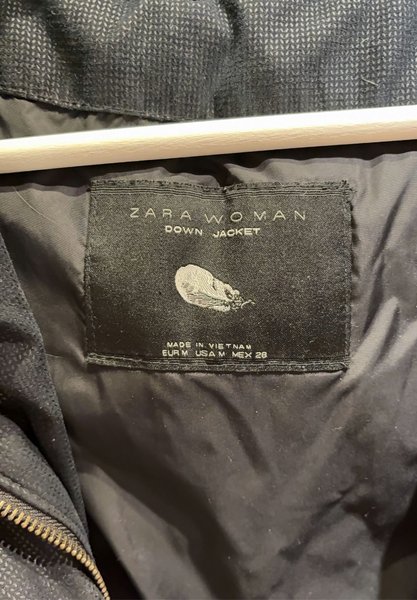 ZARA WOMAN
DOWN JACKET
MADE IN VIETNAM
EUR M USA M MEX 28